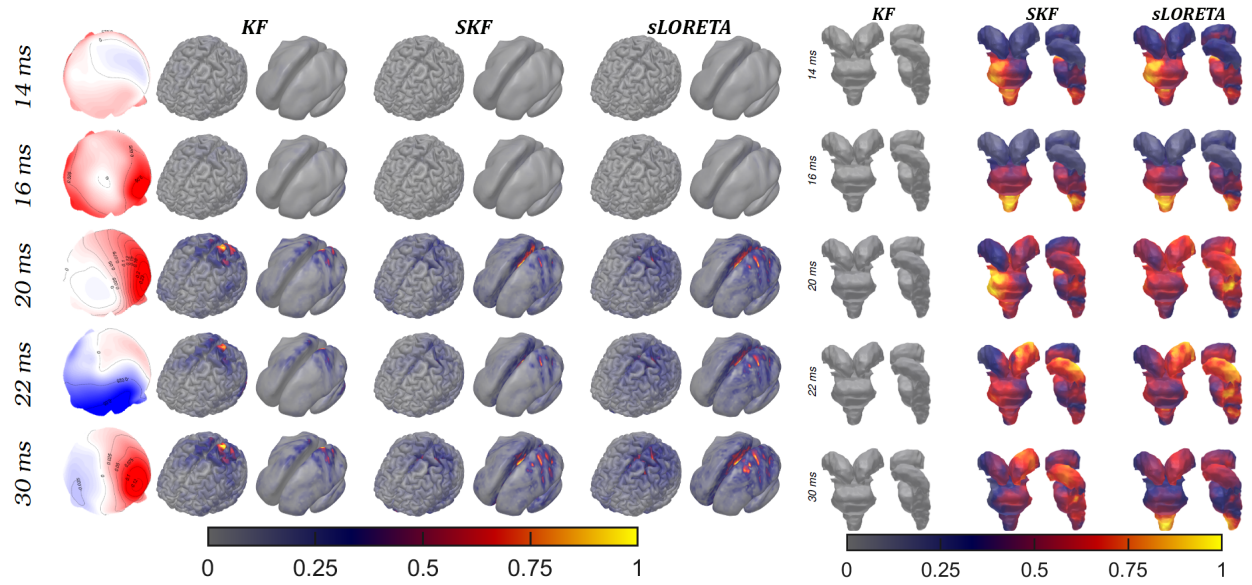 KF SKF sLORETA KF SKF sLORETA
14 ms 14 ms
16 ms 16 ms
20 ms 20 ms
22 ms 22 ms
30 ms 30 ms
0 0.25 0.5 0.75 1 0 0.25 0.5 0.75 1